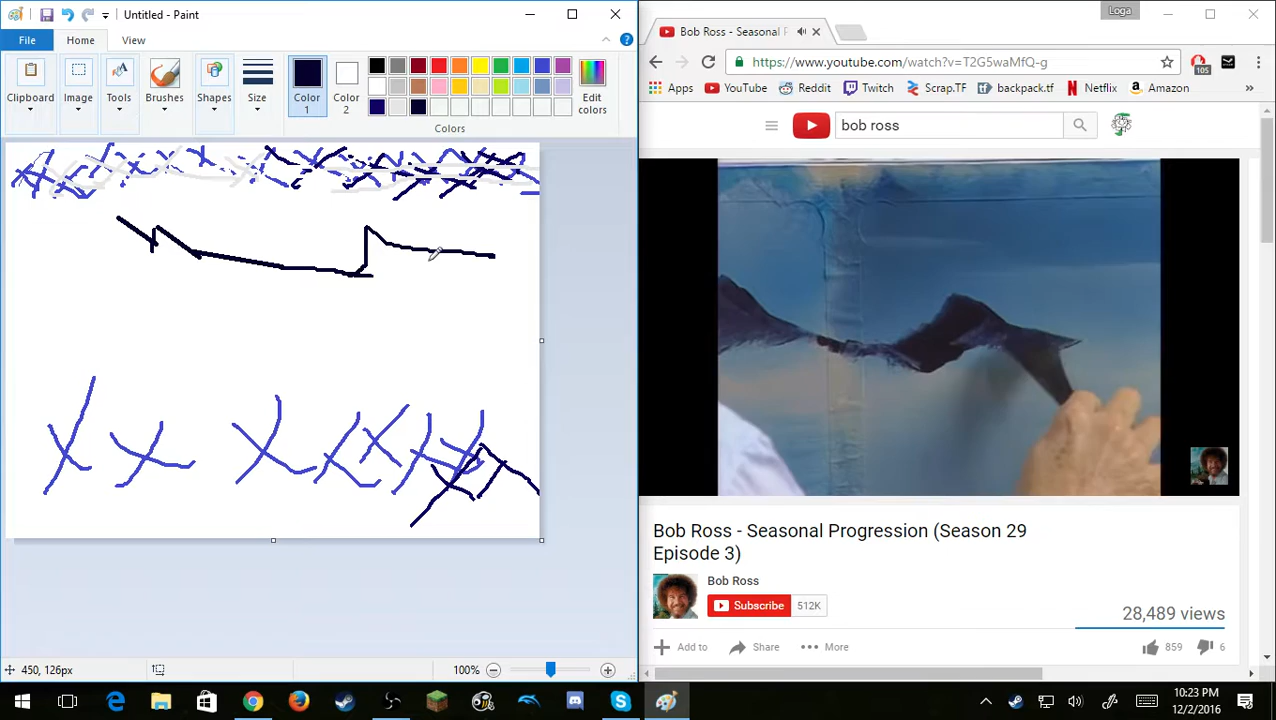 Untitled - Paint
File
Home
View
Clipboard
Image
Tools
Brushes
Shapes
Size
Color 1
Color 2
Edit colors
Colors
450, 126px
100%
Loga
Bob Ross - Seasonal P
https://www.youtube.com/watch?v=T2G5waMfQ-g
105
Apps
YouTube
Reddit
Twitch
Scrap.TF
backpack.tf
Netflix
Amazon
»
bob ross
Bob Ross - Seasonal Progression (Season 29
Episode 3)
Bob Ross
Subscribe 512K
28,489 views
Add to
Share
More
859
6
10:23 PM
12/2/2016